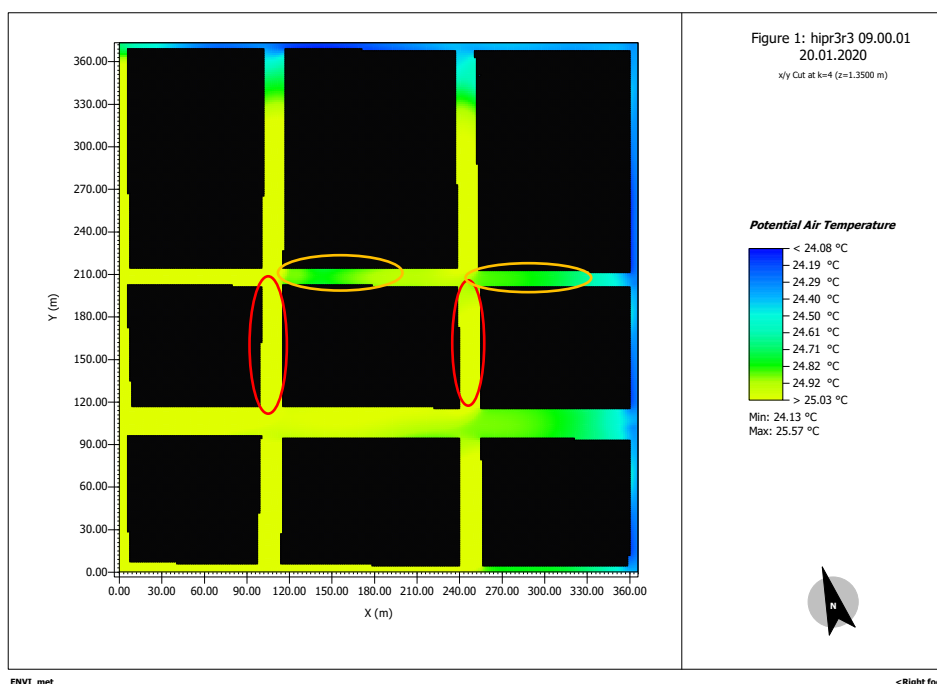 Figure 1: hipr3r3 09.00.01
20.01.2020
x/y Cut at k=4 (z=1.3500 m)
360.00
330.00
300.00
270.00
240.00
210.00
180.00
150.00
120.00
90.00
60.00
30.00
0.00
Y (m)
0.00 30.00 60.00 90.00 120.00 150.00 180.00 210.00 240.00 270.00 300.00 330.00 360.00
X (m)
Potential Air Temperature
< 24.08 °C
24.19 °C
24.29 °C
24.40 °C
24.50 °C
24.61 °C
24.71 °C
24.82 °C
24.92 °C
> 25.03 °C
Min: 24.13 °C
Max: 25.57 °C
N
ENVI_met
<Right foo